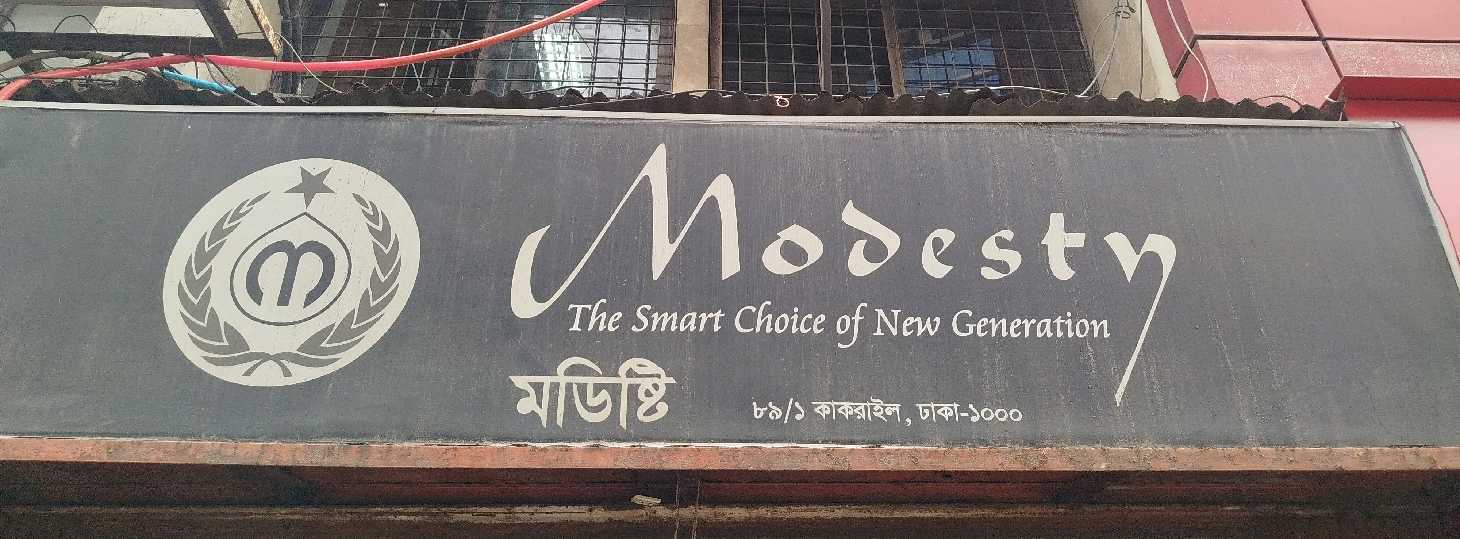 Modesty
The Smart Choice of New Generation
মডিষ্টি
৮৯/১ কাকরাইল, ঢাকা-১০০০